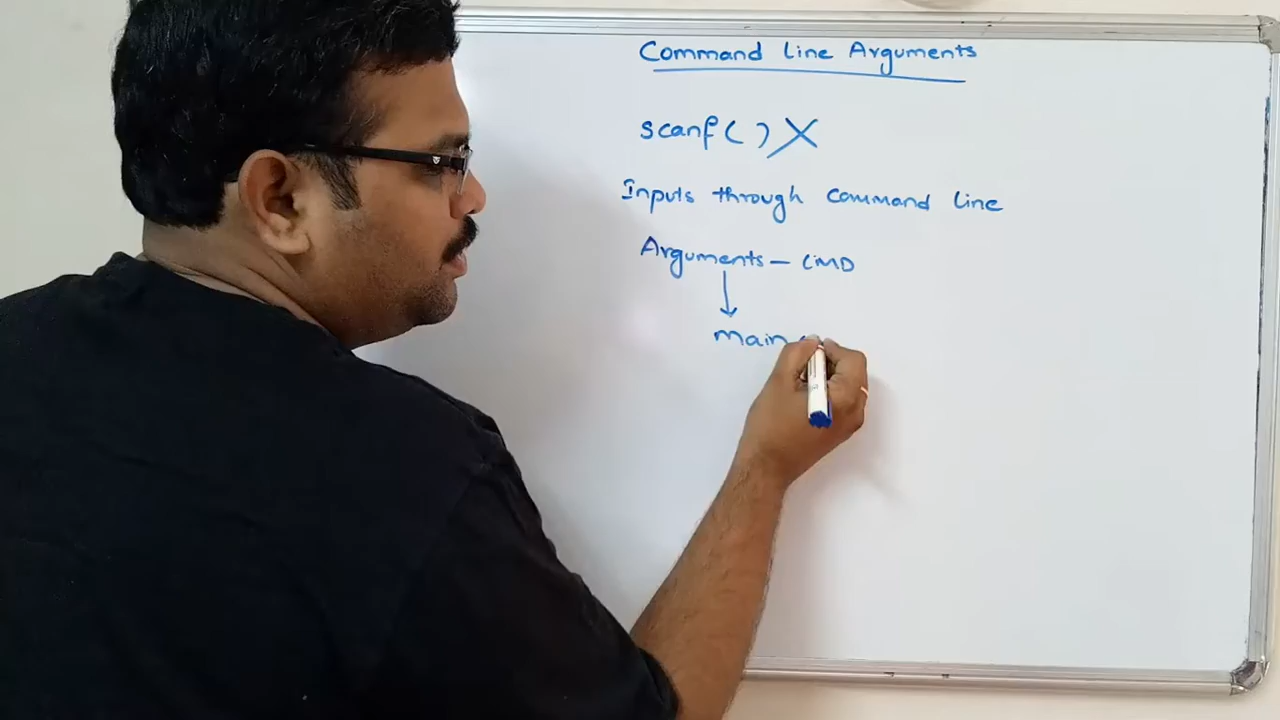 Command Line Arguments
scanf( ) X
Inputs through Command Line
Arguments – CMD
main (